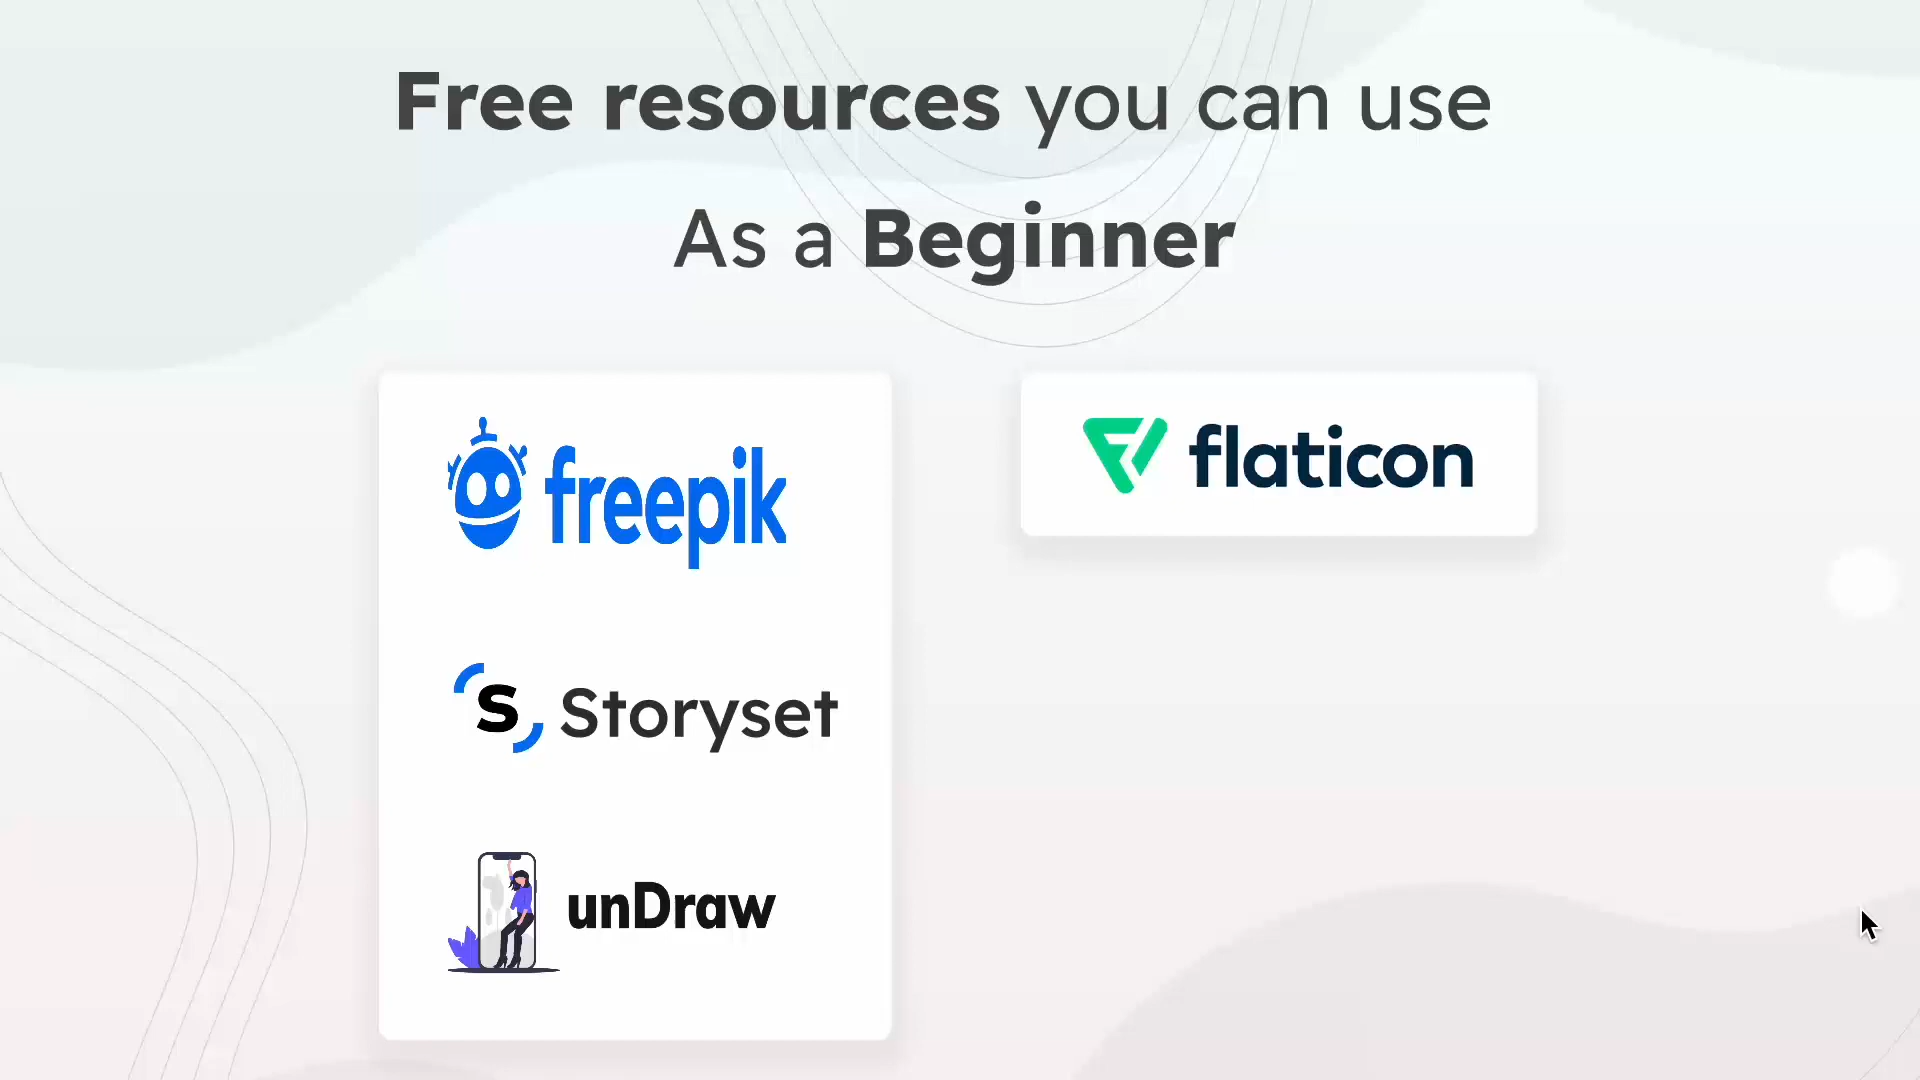 Free resources you can use
As a Beginner
freepik
Storyset
unDraw
flaticon